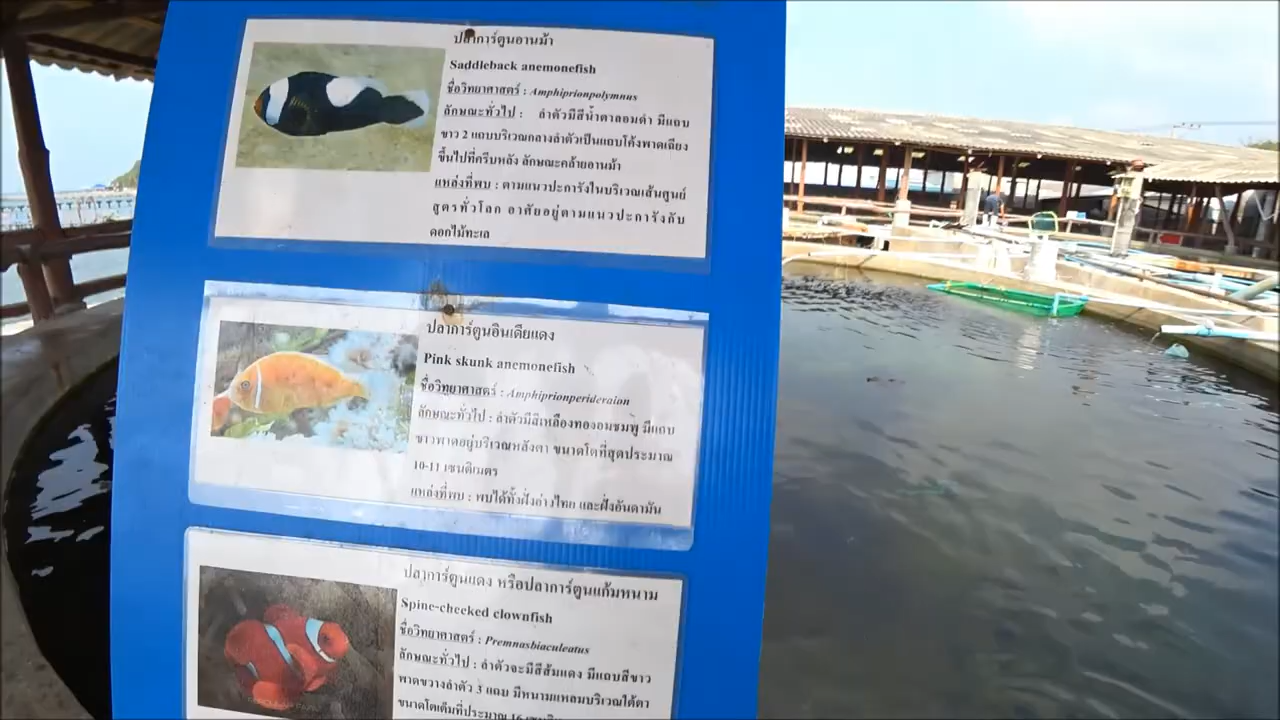 ปลาการ์ตูนอานม้า
Saddleback anemonefish
ชื่อวิทยาศาสตร์ : Amphiprionpolymnus
ลักษณะทั่วไป : ลำตัวมีสีน้ำตาลอมดำ มีแถบ
ขาว 2 แถบบริเวณกลางลำตัวเป็นแถบโค้งพาดเฉียง
ขึ้นไปที่ครีบหลัง ลักษณะคล้ายอานม้า
แหล่งที่พบ : ตามแนวปะการังในบริเวณเส้นศูนย์
สูตรทั่วโลก อาศัยอยู่ตามแนวปะการังกับ
ดอกไม้ทะเล
ปลาการ์ตูนอินเดียแดง
Pink skunk anemonefish
ชื่อวิทยาศาสตร์ : Amphiprionperideraion
ลักษณะทั่วไป : ลำตัวมีสีเหลืองทองอมชมพู มีแถบ
ขาวพาดอยู่บริเวณหลังตา ขนาดโตที่สุดประมาณ
10-11 เซนติเมตร
แหล่งที่พบ : พบได้ทั้งฝั่งอ่าวไทย และฝั่งอันดามัน
ปลาการ์ตูนแดง หรือปลาการ์ตูนแก้มหนาม
Spine-cheeked clownfish
ชื่อวิทยาศาสตร์ : Premnasbiaculeatus
ลักษณะทั่วไป : ลำตัวจะมีสีส้มแดง มีแถบสีขาว
พาดขวางลำตัว 3 แถบ มีหนามแหลมบริเวณใต้ตา
ขนาดโตเต็มที่ประมาณ 16